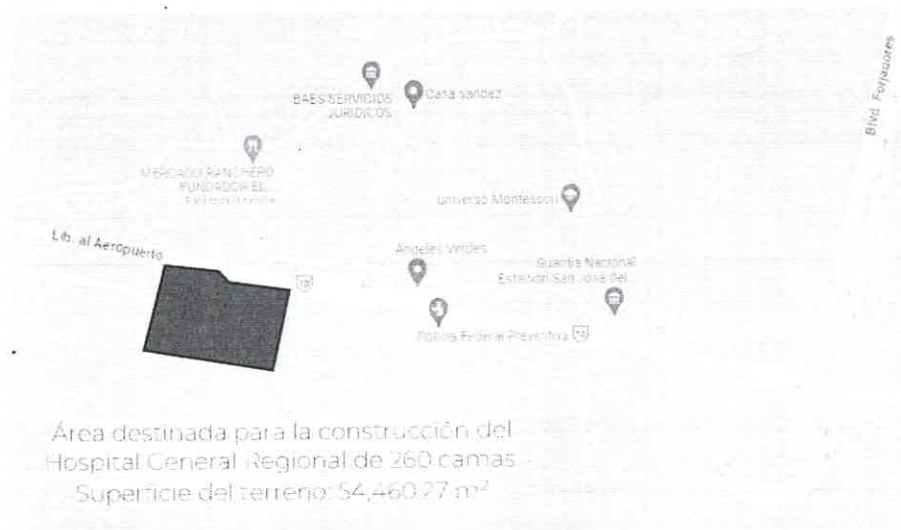 BAES SERVICIOS
JURIDICOS
Casa Sandez
Blvd. Forjadores
MERCADO RANCHERO
FUNDADOR EL...
Universo Montessori
Lib. al Aeropuerto
Angeles Verdes
Guardia Nacional
Estación San José del...
Policia Federal Preventiva
Área destinada para la construcción del
Hospital General Regional de 260 camas
Superficie del terreno: 54,460.27 m²